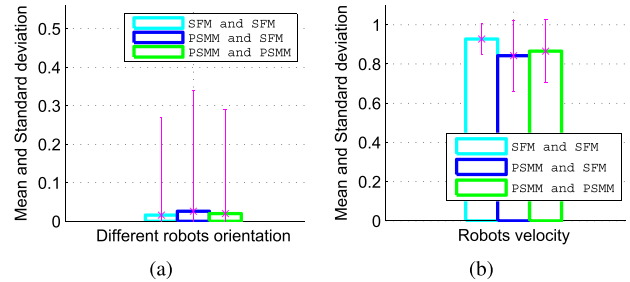 Mean and Standard deviation
0.5
0.4
0.3
0.2
0.1
0
SFM and SFM
PSMM and SFM
PSMM and PSMM
Different robots orientation
(a)
Mean and Standard deviation
1
0.8
0.6
0.4
0.2
0
SFM and SFM
PSMM and SFM
PSMM and PSMM
Robots velocity
(b)